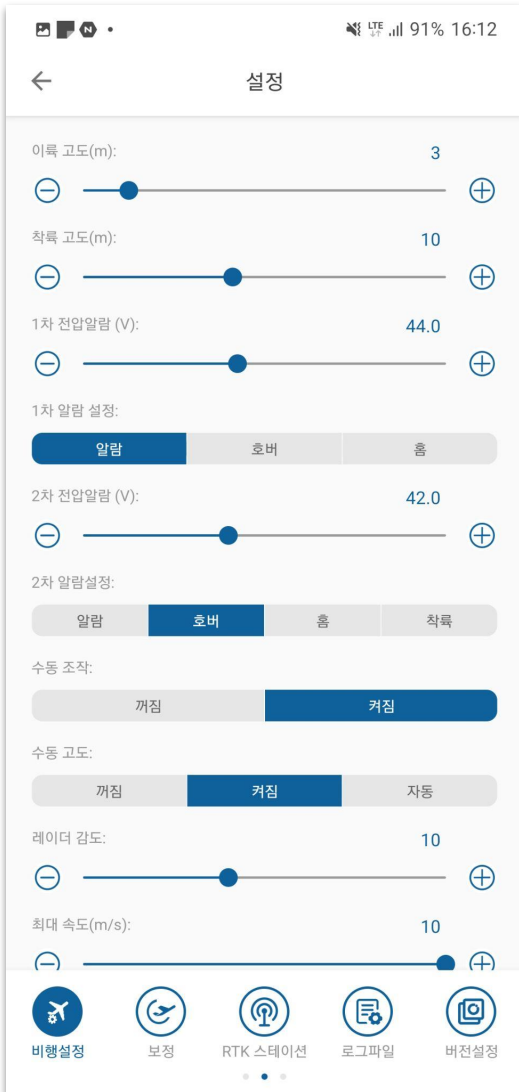 LTE 91% 16:12
설정
이륙 고도(m): 3
착륙 고도(m): 10
1차 전압알람 (V): 44.0
1차 알람 설정:
알람 호버 홈
2차 전압알람 (V): 42.0
2차 알람설정:
알람 호버 홈 착륙
수동 조작:
꺼짐 켜짐
수동 고도:
꺼짐 켜짐 자동
레이더 감도: 10
최대 속도(m/s): 10
비행설정 보정 RTK 스테이션 로그파일 버전설정